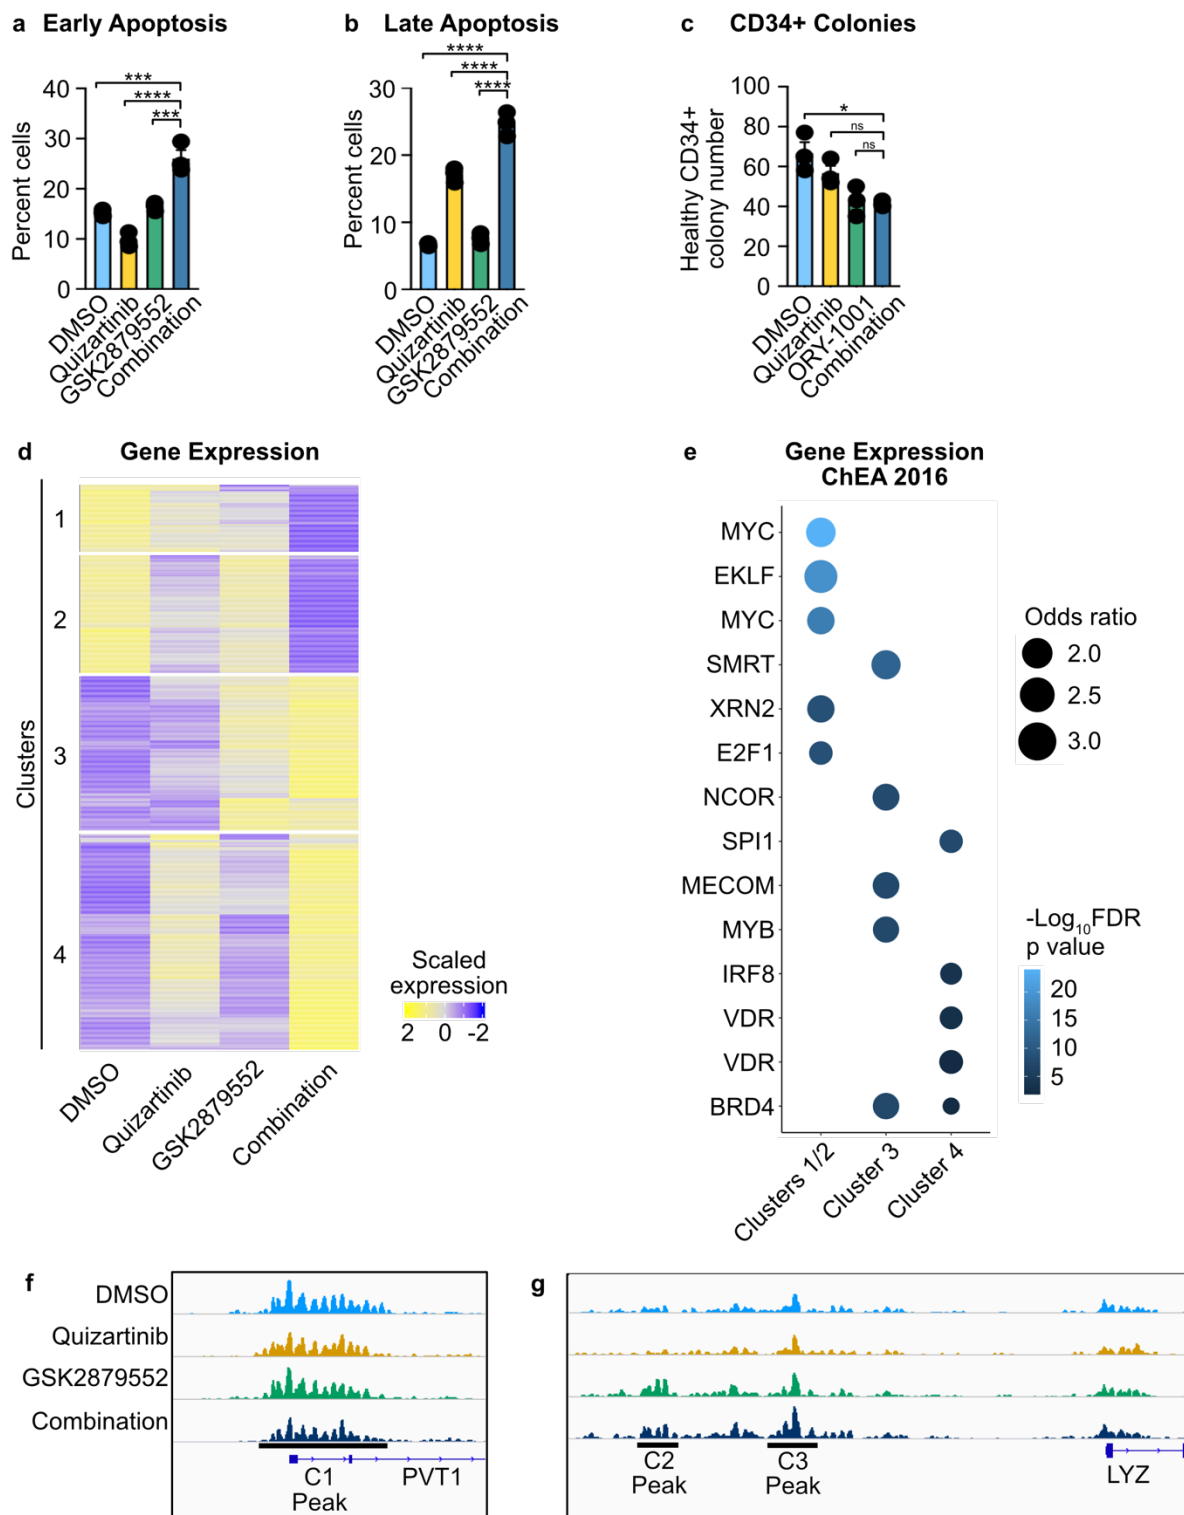 a Early Apoptosis
Percent cells
40
30
20
10
0
***
****
***
DMSO
Quizartinib
GSK2879552
Combination
b Late Apoptosis
Percent cells
30
20
10
0
****
****
****
DMSO
Quizartinib
GSK2879552
Combination
c CD34+ Colonies
Healthy CD34+
colony number
100
80
60
40
20
0
*
ns
ns
DMSO
Quizartinib
ORY-1001
Combination
d Gene Expression
Clusters
1
2
3
4
DMSO
Quizartinib
GSK2879552
Combination
Scaled
expression
2 0 -2
e Gene Expression
ChEA 2016
MYC
EKLF
MYC
SMRT
XRN2
E2F1
NCOR
SPI1
MECOM
MYB
IRF8
VDR
VDR
BRD4
Clusters 1/2
Cluster 3
Cluster 4
Odds ratio
2.0
2.5
3.0
-Log10FDR
p value
20
15
10
5
f
DMSO
Quizartinib
GSK2879552
Combination
C1
Peak
PVT1
g
C2
Peak
C3
Peak
LYZ